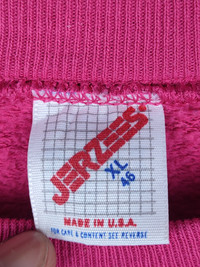 JERZEES®
XL
46
MADE IN U.S.A.
FOR CARE & CONTENT SEE REVERSE